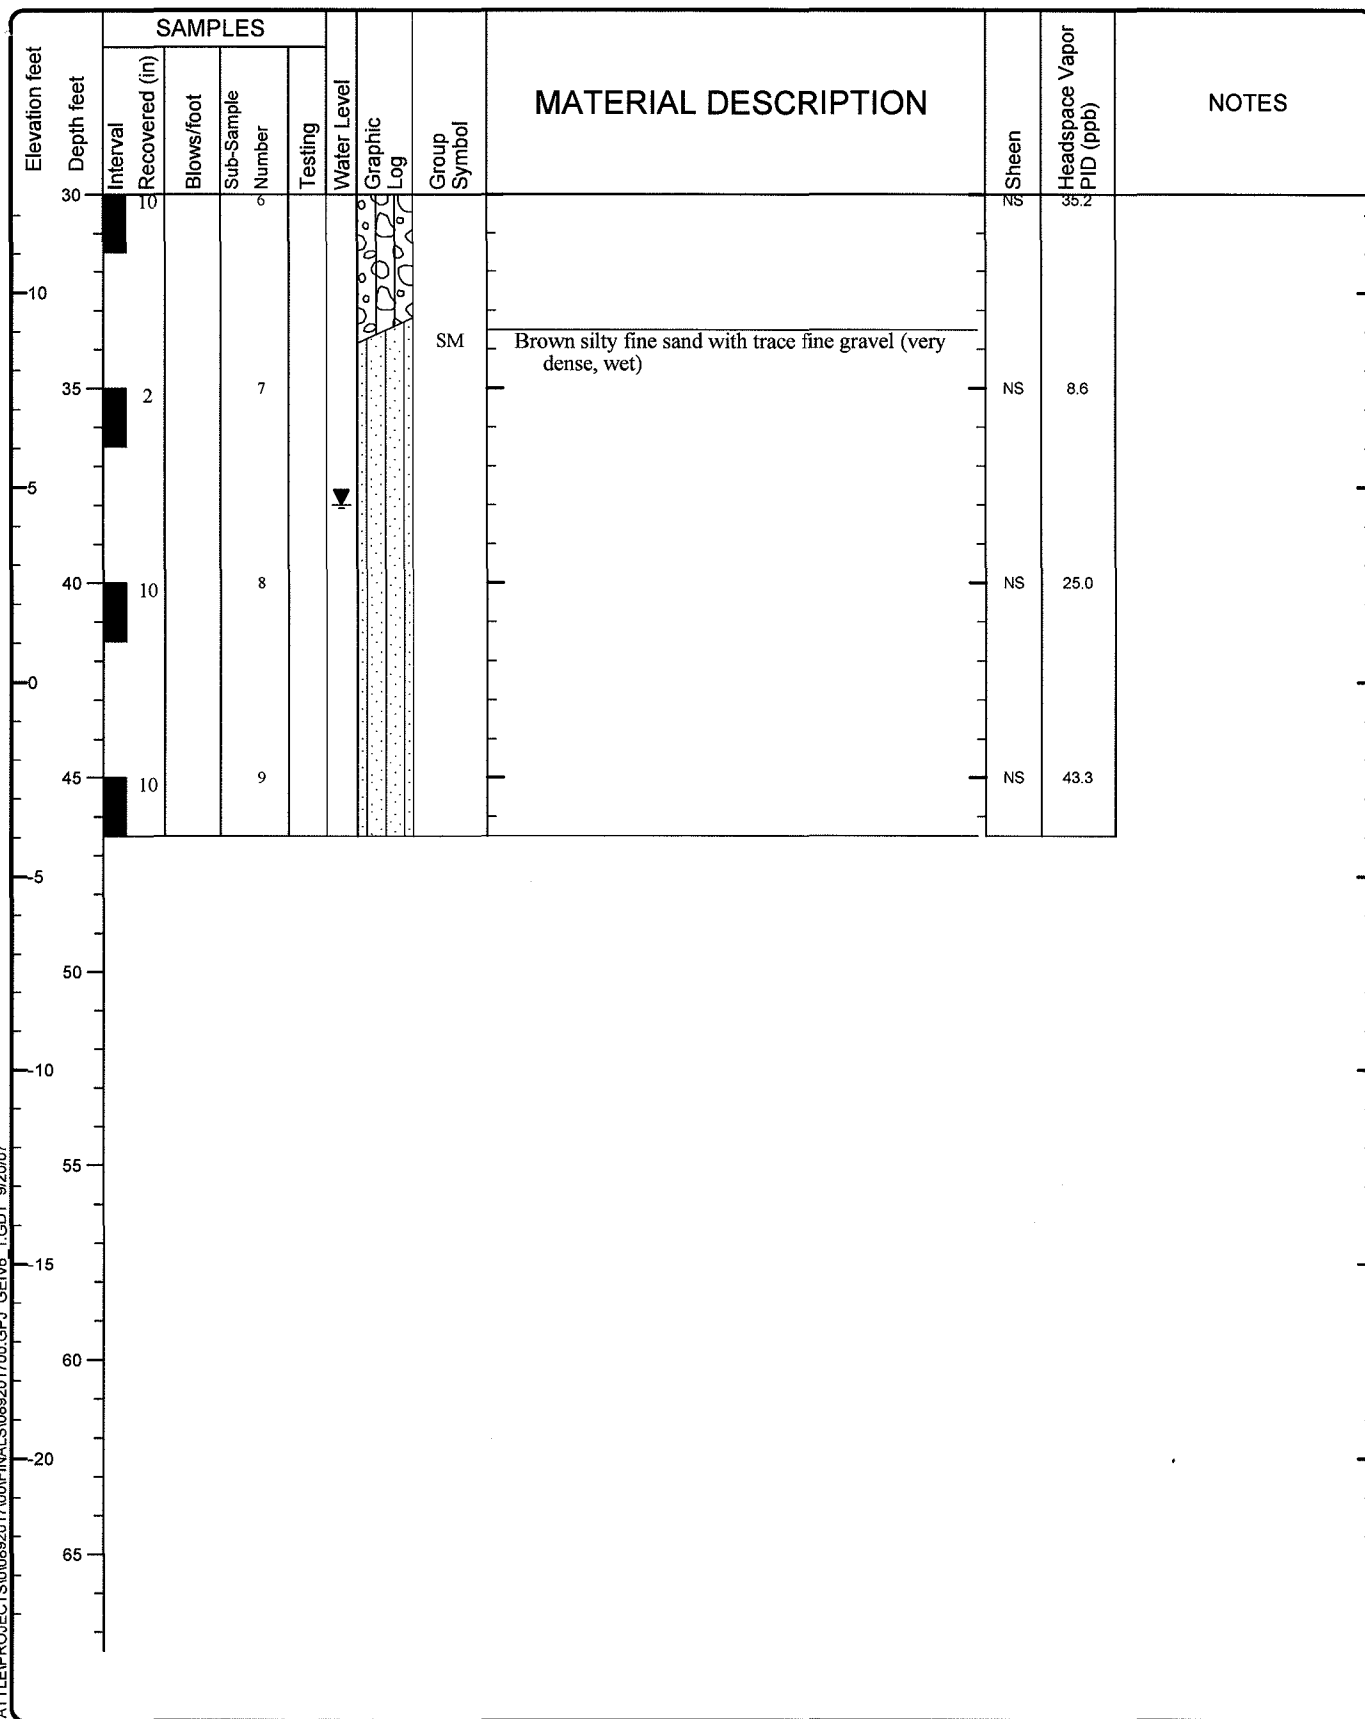 SAMPLES
Elevation feet
Depth feet
Interval
Recovered (in)
Blows/foot
Sub-Sample
Number
Testing
Water Level
Graphic
Log
Group
Symbol
MATERIAL DESCRIPTION
Sheen
Headspace Vapor
PID (ppb)
NOTES
30 10 6 NS 35.2
10
SM Brown silty fine sand with trace fine gravel (very
dense, wet)
35 2 7 NS 8.6
5
40 10 8 NS 25.0
0
45 10 9 NS 43.3
-5
50
-10
55
-15
60
-20
65